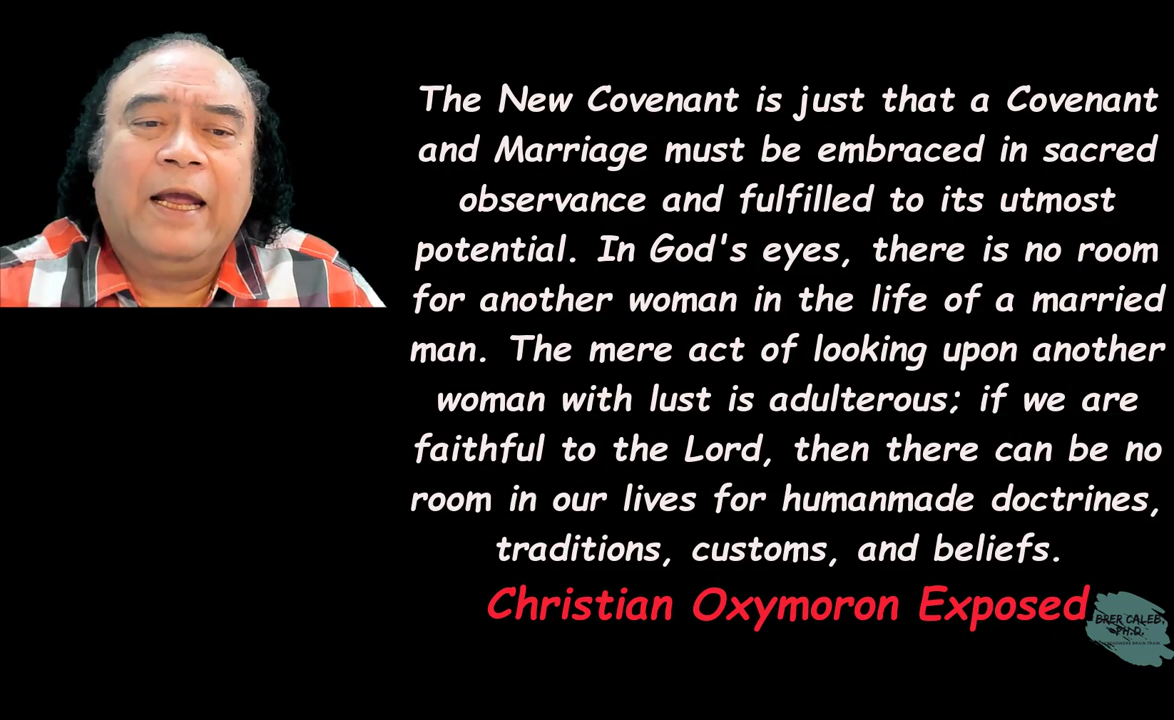 The New Covenant is just that a Covenant
and Marriage must be embraced in sacred
observance and fulfilled to its utmost
potential. In God's eyes, there is no room
for another woman in the life of a married
man. The mere act of looking upon another
woman with lust is adulterous; if we are
faithful to the Lord, then there can be no
room in our lives for humanmade doctrines,
traditions, customs, and beliefs.
Christian Oxymoron Exposed
BRER CALEB,
PH.D.